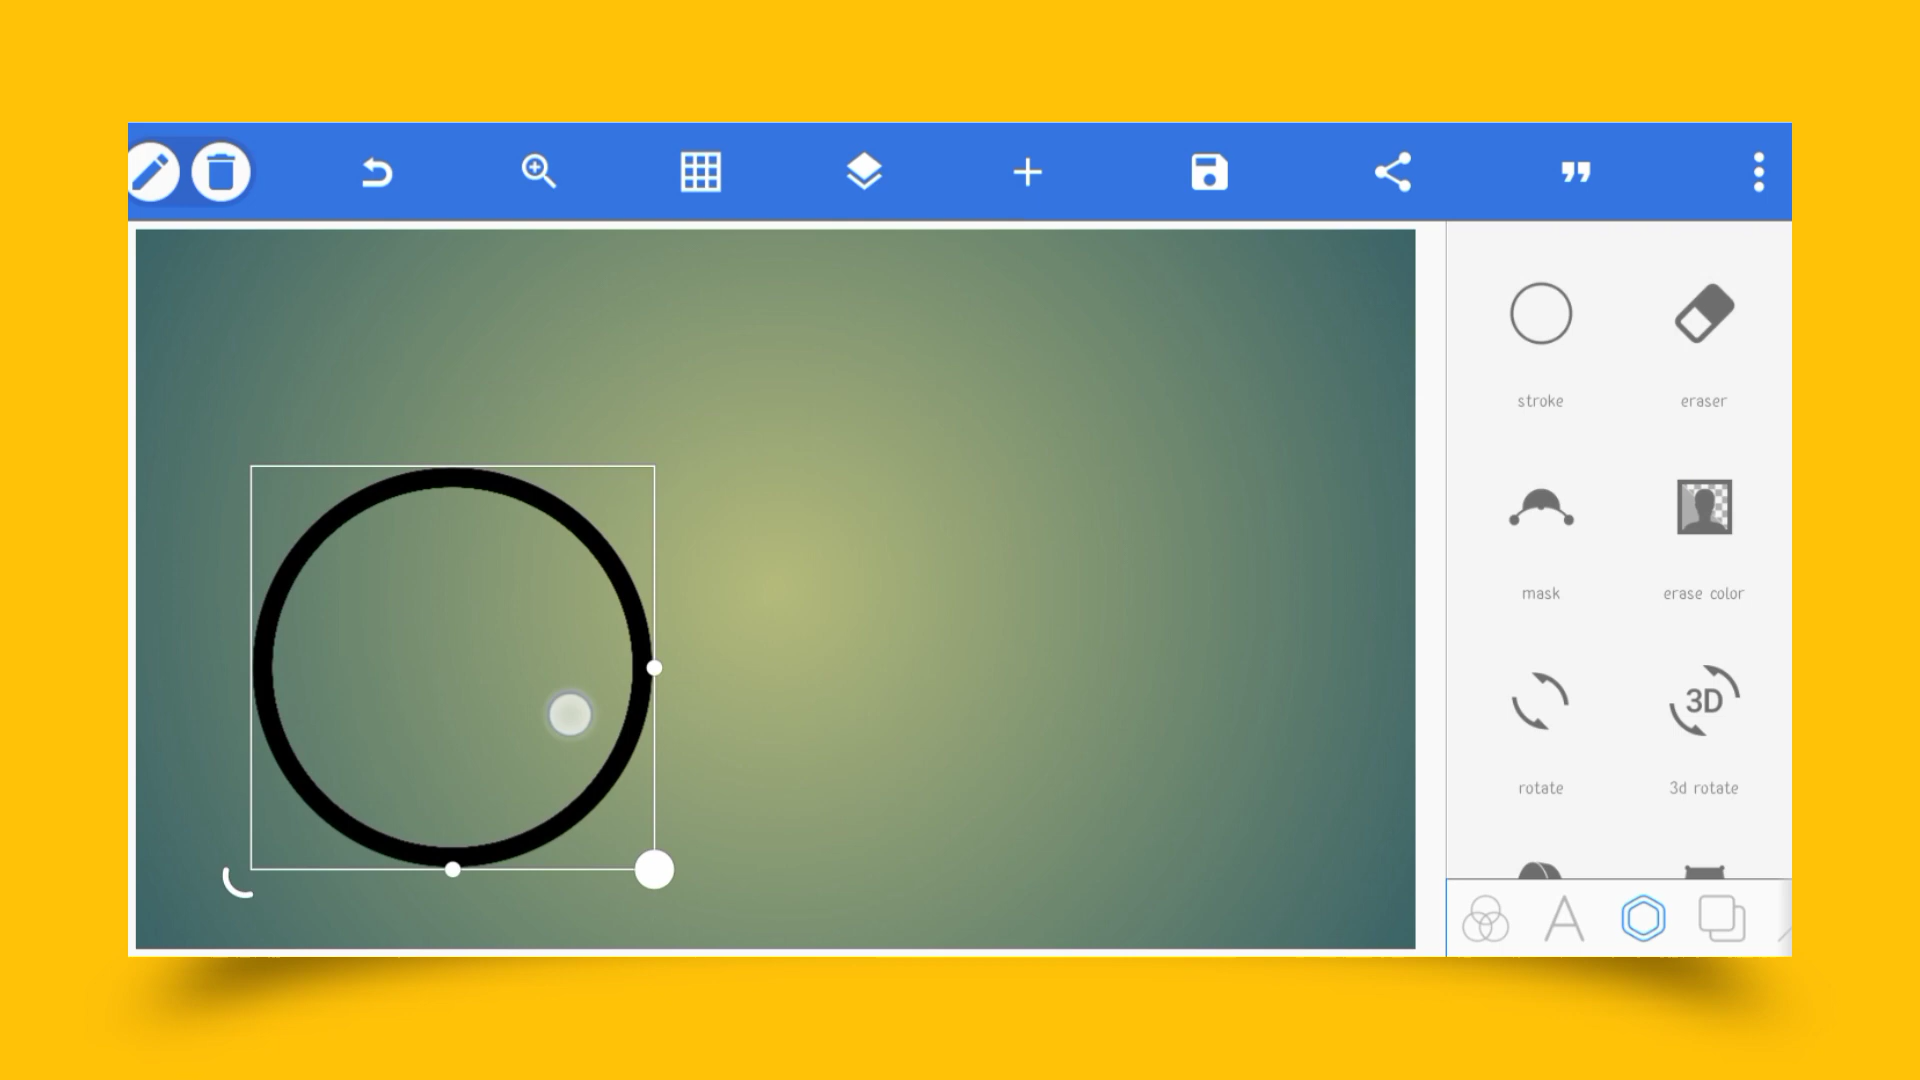 stroke
eraser
mask
erase color
3D
rotate
3d rotate